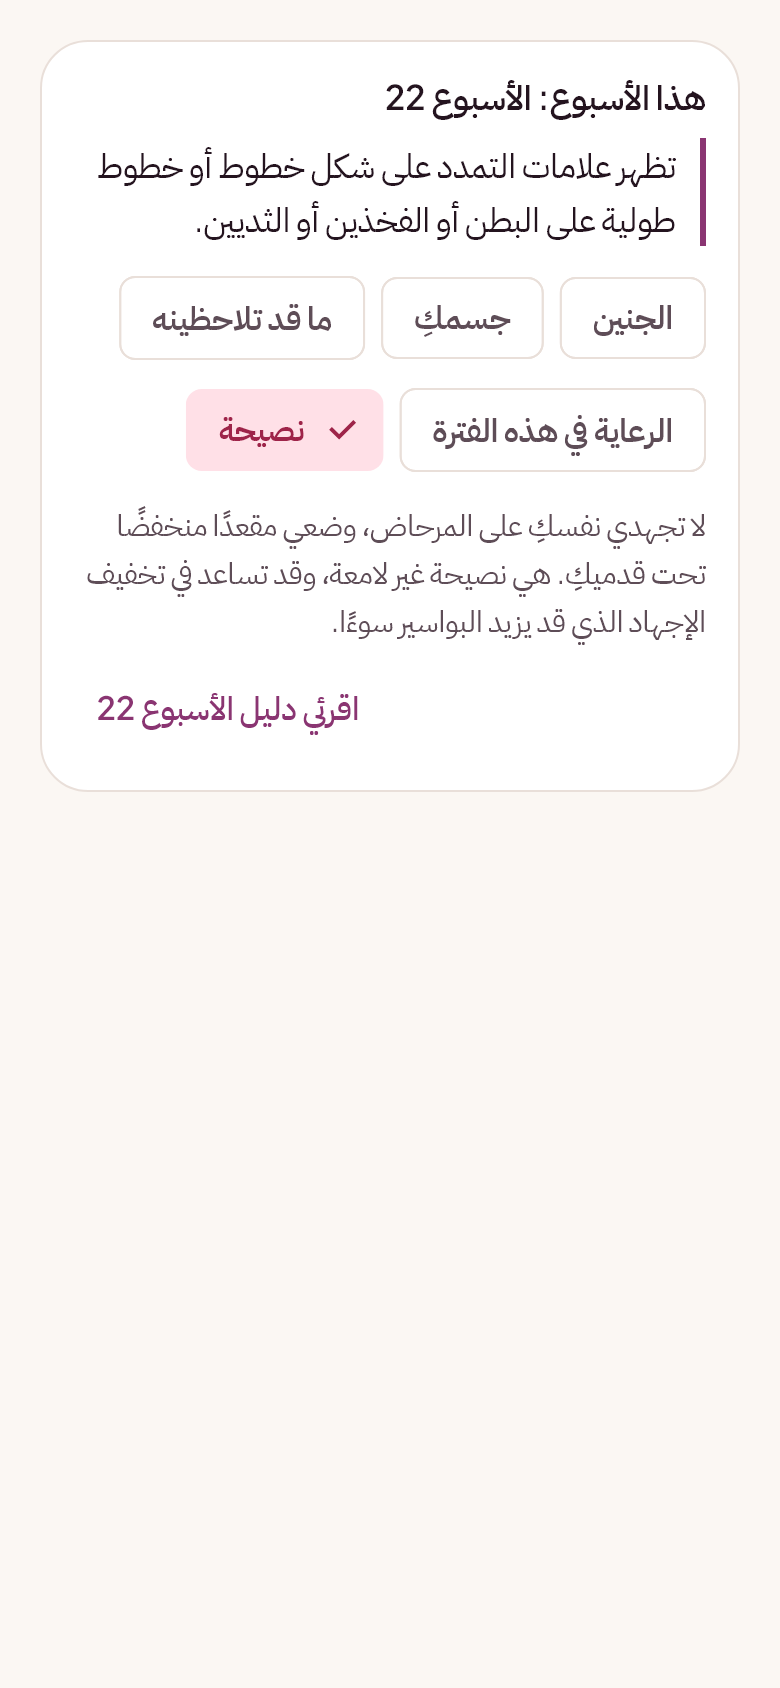 هذا الأسبوع: الأسبوع 22
تظهر علامات التمدد على شكل خطوط أو خطوط
طولية على البطن أو الفخذين أو الثديين.
الجنين
جسمكِ
ما قد تلاحظينه
الرعاية في هذه الفترة
نصيحة
لا تجهدي نفسكِ على المرحاض، وضعي مقعدًا منخفضًا
تحت قدميكِ. هي نصيحة غير لامعة، وقد تساعد في تخفيف
الإجهاد الذي قد يزيد البواسير سوءًا.
اقرئي دليل الأسبوع 22